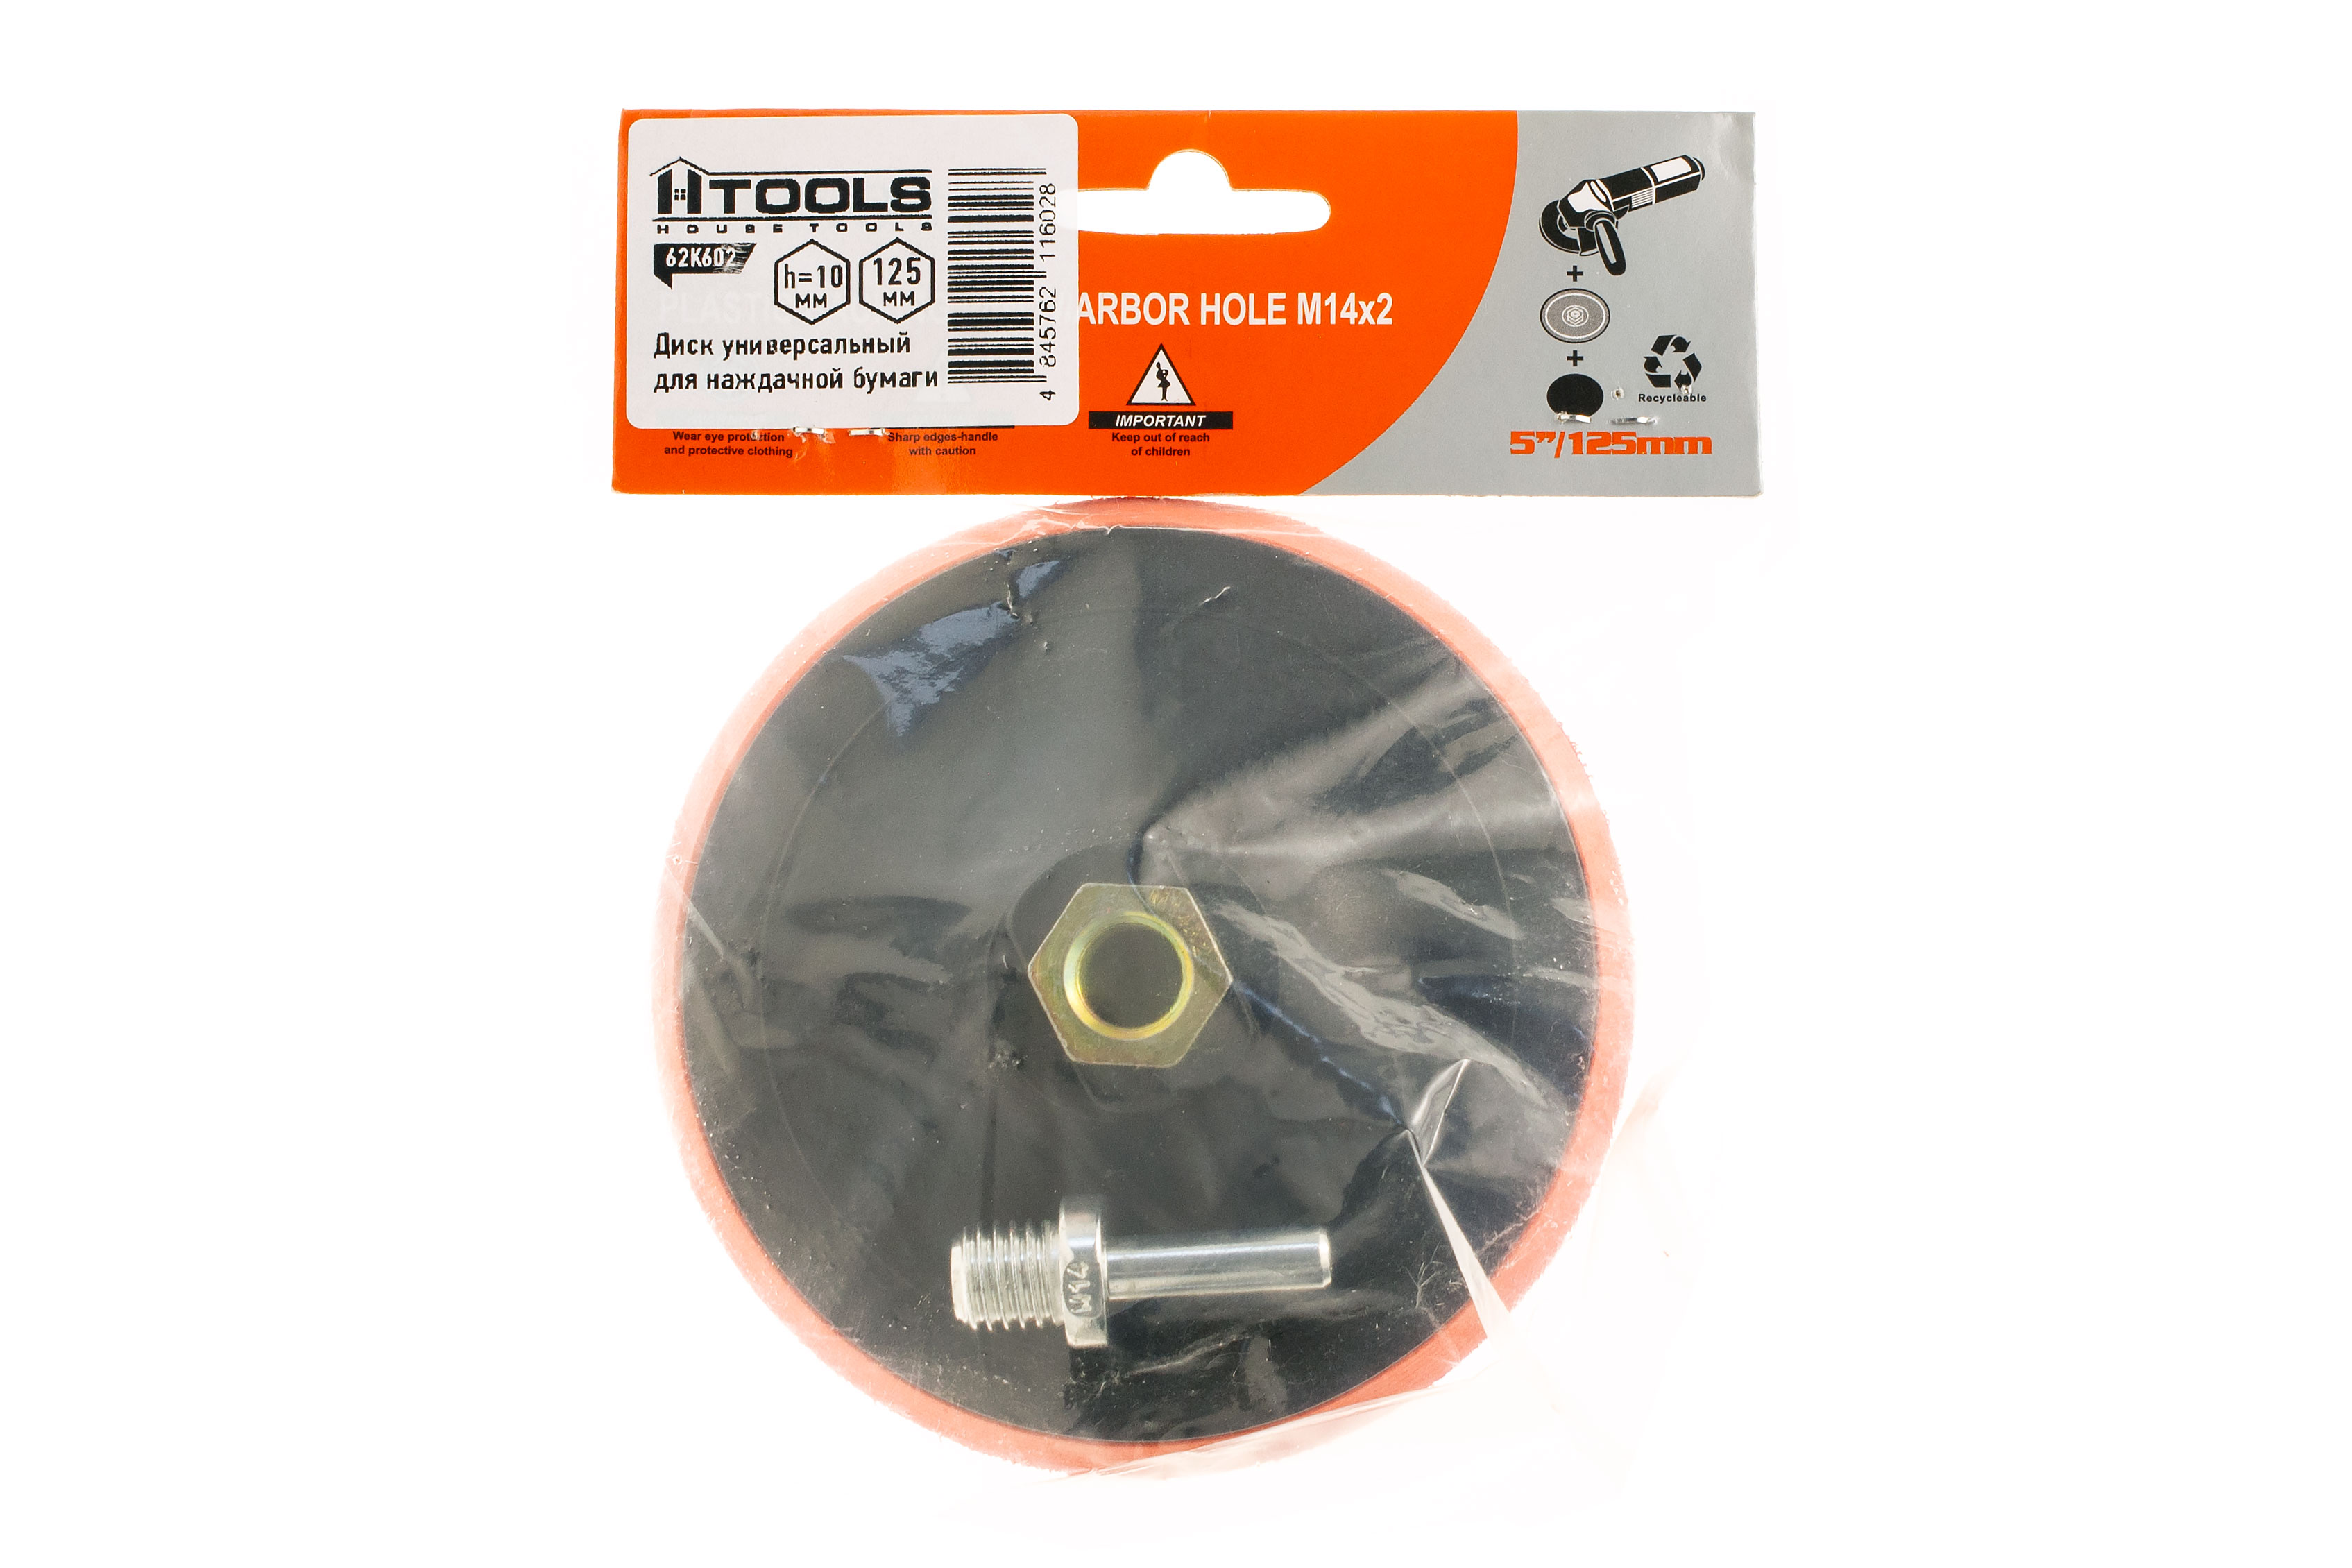 HTOOLS
HOUSE TOOLS
62K602
h=10
мм
125
мм
Диск универсальный
для наждачной бумаги
4 845762 116028
PLASTI
ARBOR HOLE M14x2
Wear eye protection
and protective clothing
Sharp edges-handle
with caution
IMPORTANT
Keep out of reach
of children
Recycleable
5"/125mm
M14